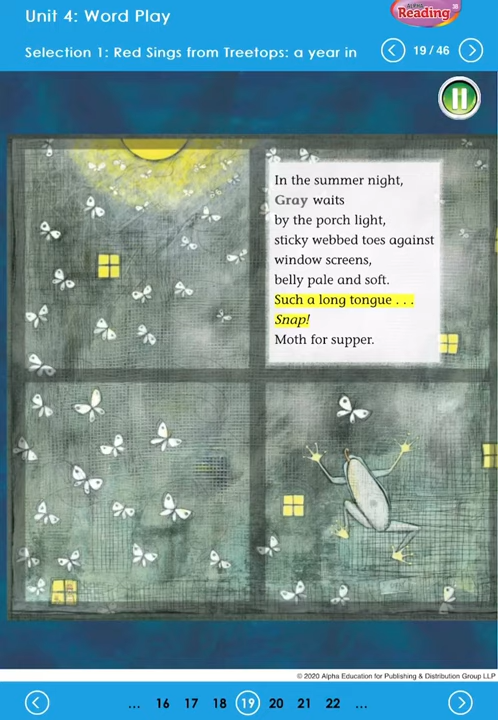 Unit 4: Word Play
ALPHA
Reading
3B
Selection 1: Red Sings from Treetops: a year in
19 / 46
In the summer night,
Gray waits
by the porch light,
sticky webbed toes against
window screens,
belly pale and soft.
Such a long tongue . . .
Snap!
Moth for supper.
© 2020 Alpha Education for Publishing & Distribution Group LLP
... 16 17 18 19 20 21 22 ...